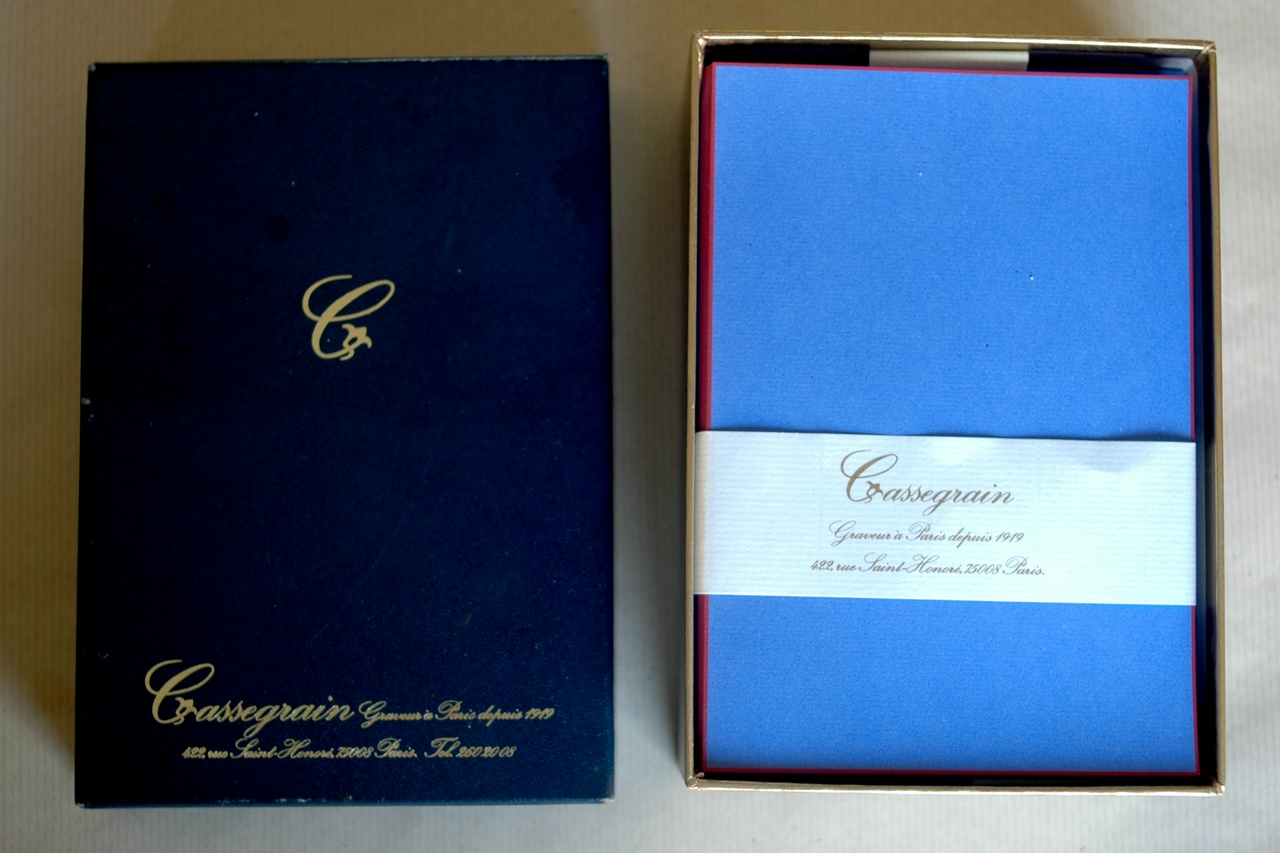 C
Cassegrain Graveur à Paris depuis 1919
422, rue Saint-Honoré, 75008 Paris. Tel. 260 20 08
Cassegrain
Graveur à Paris depuis 1919
422, rue Saint-Honoré, 75008 Paris.